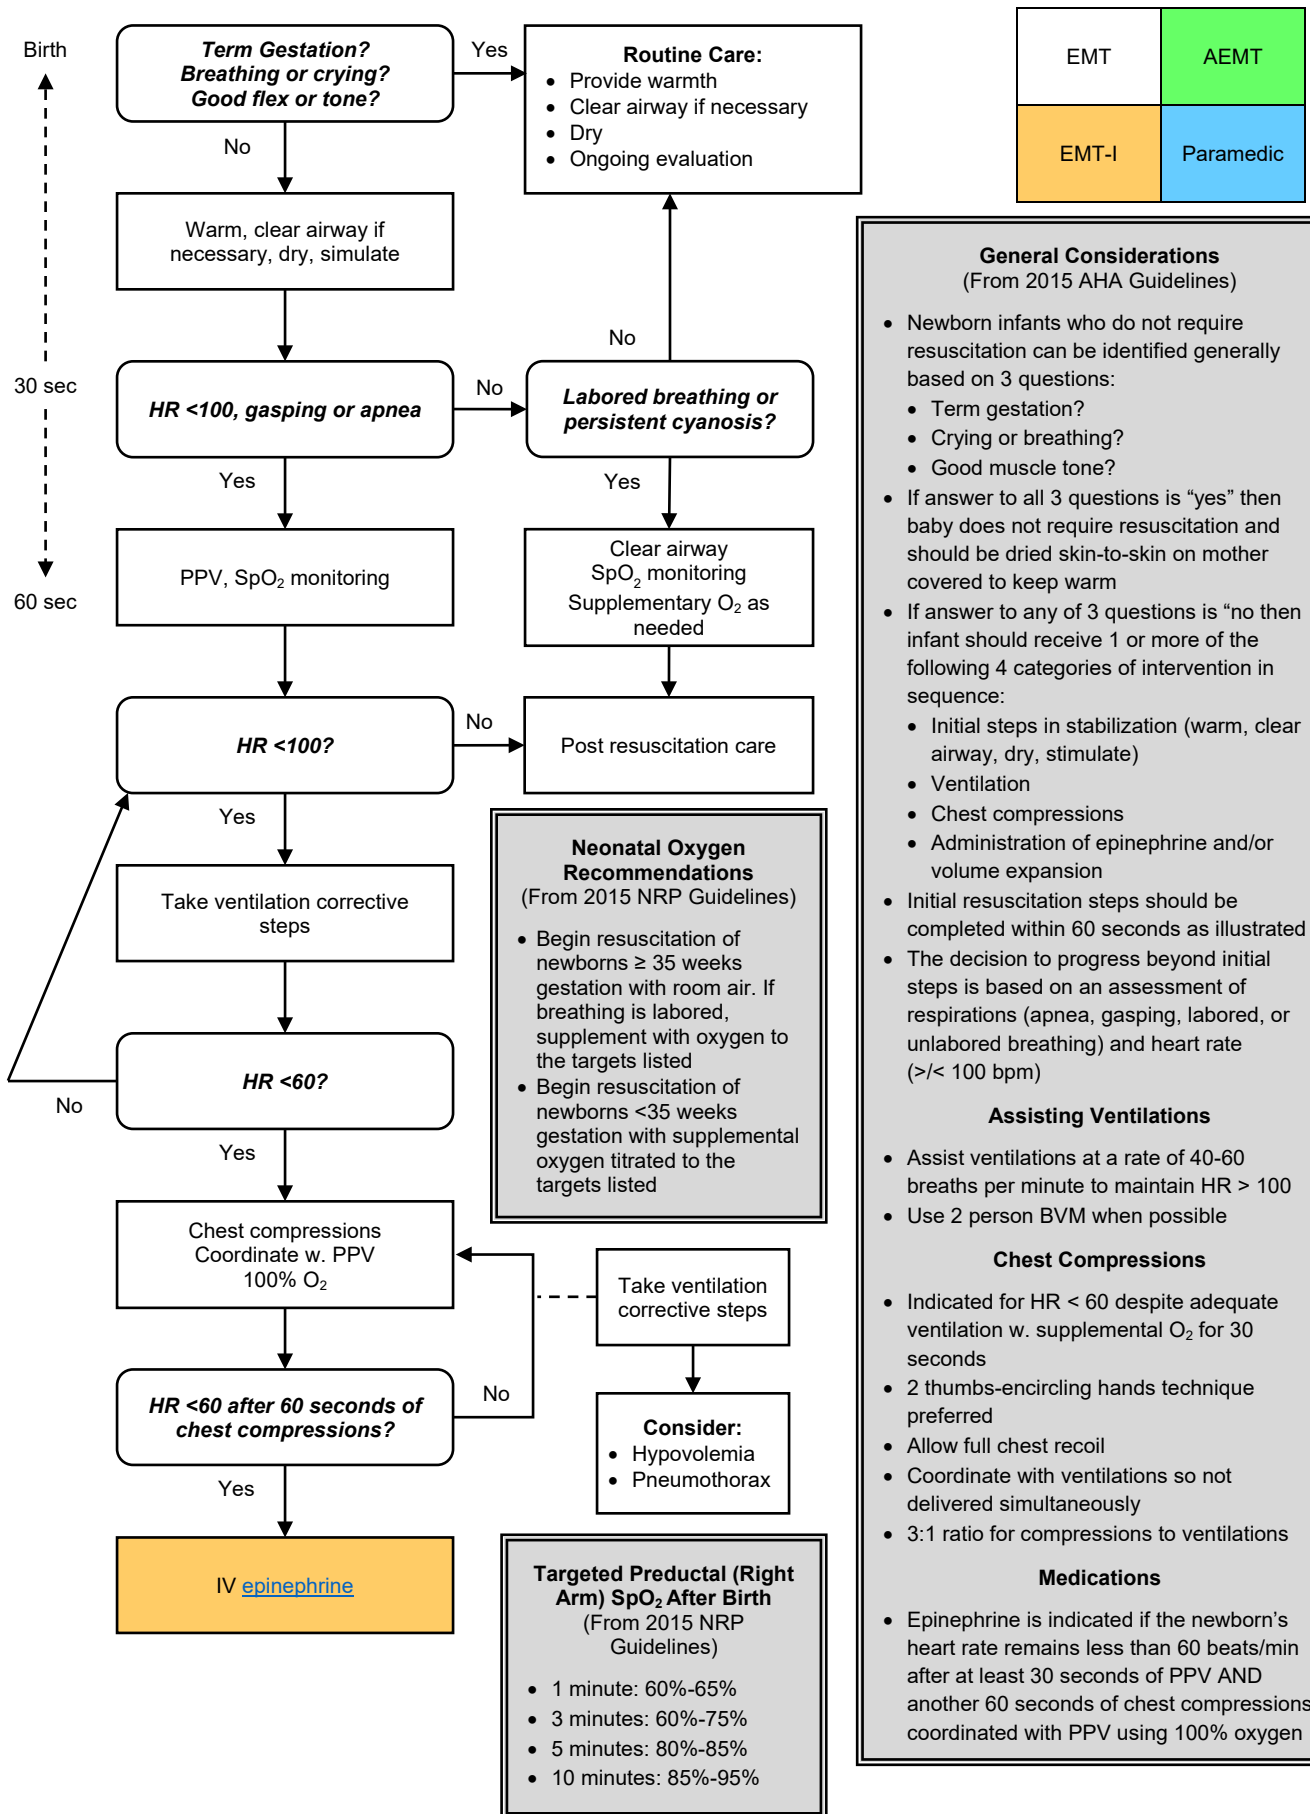 Birth
Term Gestation?
Breathing or crying?
Good flex or tone?
Yes
Routine Care:
• Provide warmth
• Clear airway if necessary
• Dry
• Ongoing evaluation
EMT
AEMT
EMT-I
Paramedic
No
Warm, clear airway if
necessary, dry, simulate
30 sec
HR <100, gasping or apnea
No
Labored breathing or
persistent cyanosis?
No
Yes
Yes
60 sec
PPV, SpO2 monitoring
Clear airway
SpO2 monitoring
Supplementary O2 as
needed
HR <100?
No
Post resuscitation care
Yes
Take ventilation corrective
steps
HR <60?
No
Yes
Chest compressions
Coordinate w. PPV
100% O2
Take ventilation
corrective steps
HR <60 after 60 seconds of
chest compressions?
No
Consider:
• Hypovolemia
• Pneumothorax
Yes
IV epinephrine
Neonatal Oxygen
Recommendations
(From 2015 NRP Guidelines)
• Begin resuscitation of
newborns ≥ 35 weeks
gestation with room air. If
breathing is labored,
supplement with oxygen to
the targets listed
• Begin resuscitation of
newborns <35 weeks
gestation with supplemental
oxygen titrated to the
targets listed
Targeted Preductal (Right
Arm) SpO2 After Birth
(From 2015 NRP
Guidelines)
• 1 minute: 60%-65%
• 3 minutes: 60%-75%
• 5 minutes: 80%-85%
• 10 minutes: 85%-95%
General Considerations
(From 2015 AHA Guidelines)
• Newborn infants who do not require
resuscitation can be identified generally
based on 3 questions:
• Term gestation?
• Crying or breathing?
• Good muscle tone?
• If answer to all 3 questions is “yes” then
baby does not require resuscitation and
should be dried skin-to-skin on mother
covered to keep warm
• If answer to any of 3 questions is “no then
infant should receive 1 or more of the
following 4 categories of intervention in
sequence:
• Initial steps in stabilization (warm, clear
airway, dry, stimulate)
• Ventilation
• Chest compressions
• Administration of epinephrine and/or
volume expansion
• Initial resuscitation steps should be
completed within 60 seconds as illustrated
• The decision to progress beyond initial
steps is based on an assessment of
respirations (apnea, gasping, labored, or
unlabored breathing) and heart rate
(>/< 100 bpm)
Assisting Ventilations
• Assist ventilations at a rate of 40-60
breaths per minute to maintain HR > 100
• Use 2 person BVM when possible
Chest Compressions
• Indicated for HR < 60 despite adequate
ventilation w. supplemental O2 for 30
seconds
• 2 thumbs-encircling hands technique
preferred
• Allow full chest recoil
• Coordinate with ventilations so not
delivered simultaneously
• 3:1 ratio for compressions to ventilations
Medications
• Epinephrine is indicated if the newborn’s
heart rate remains less than 60 beats/min
after at least 30 seconds of PPV AND
another 60 seconds of chest compressions
coordinated with PPV using 100% oxygen